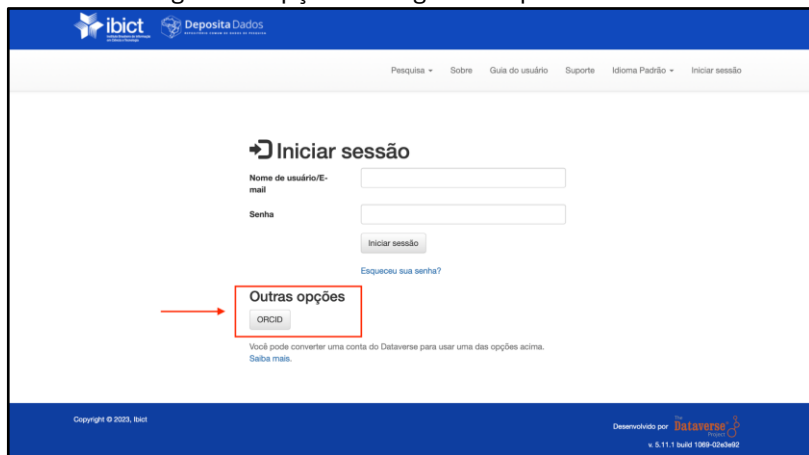 ibict
Deposita Dados
Pesquisa
Sobre
Guia do usuário
Suporte
Idioma Padrão
Iniciar sessão
Iniciar sessão
Nome de usuário/E-
mail
Senha
Iniciar sessão
Esqueceu sua senha?
Outras opções
ORCID
Você pode converter uma conta do Dataverse para usar uma das opções acima.
Saiba mais.
Copyright © 2023, Ibict
Desenvolvido por The Dataverse Project
v. 5.11.1 build 1069-02e3e92